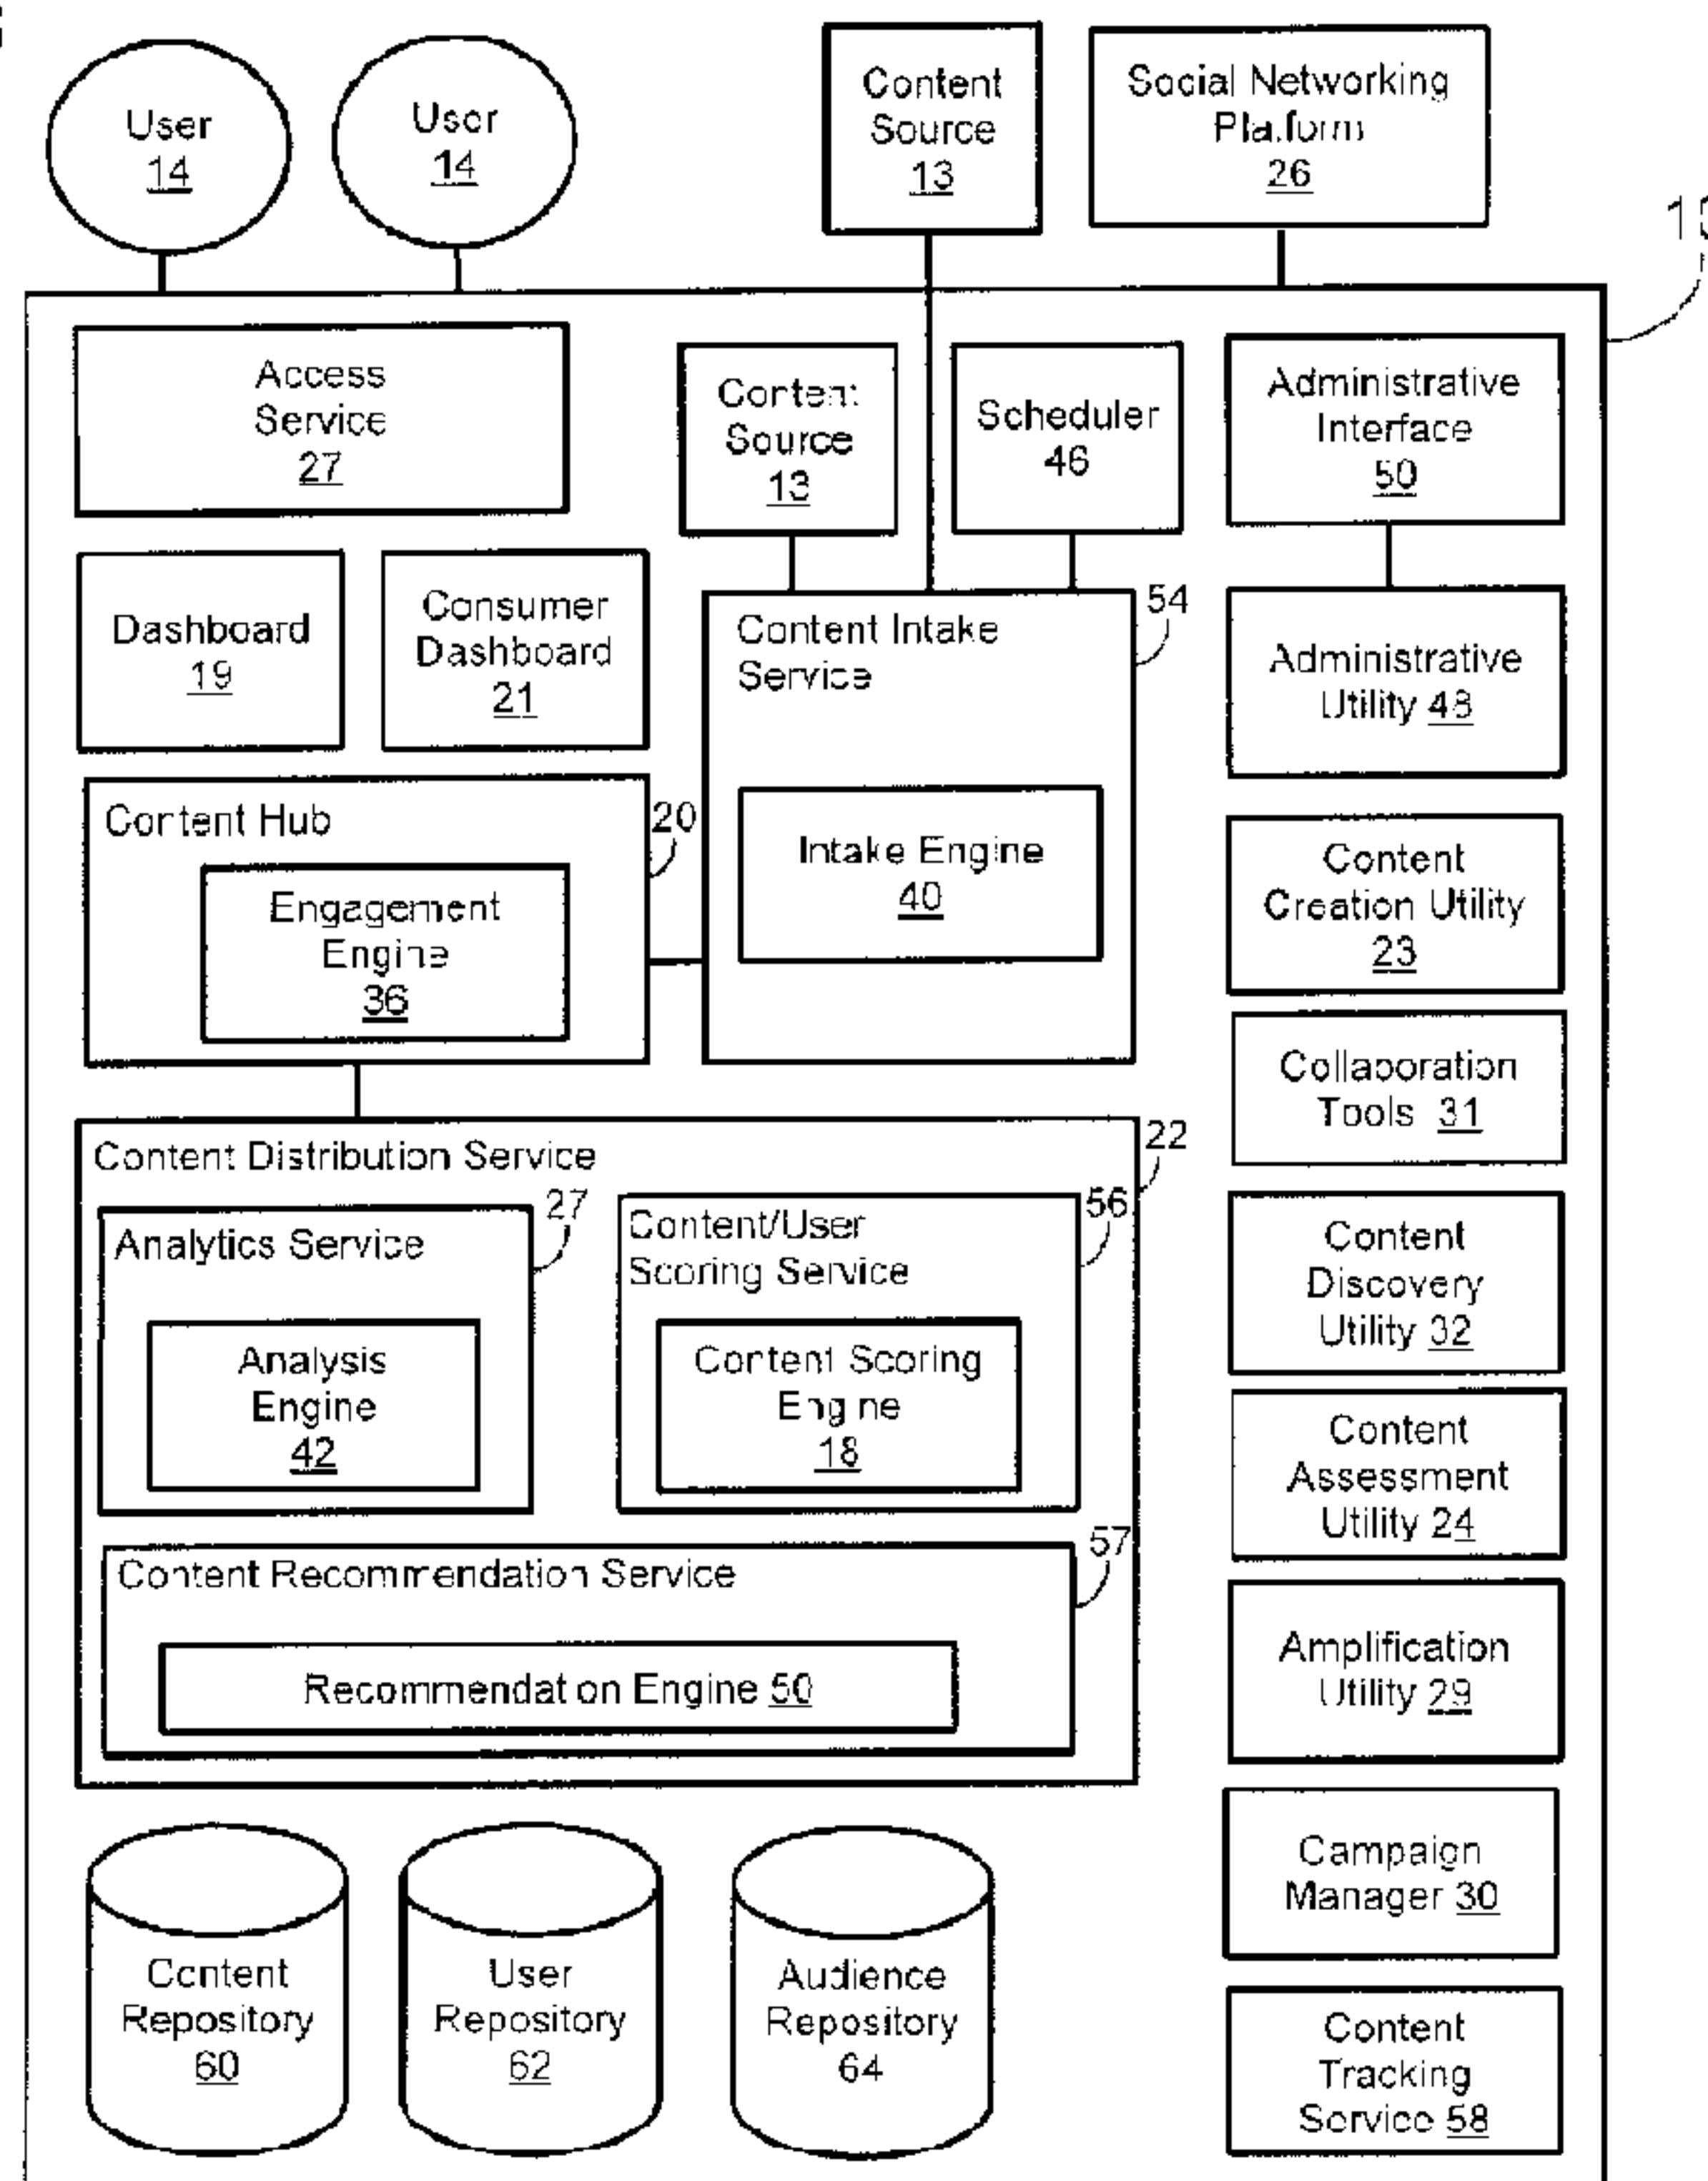 User
14
User
14
Content
Source
13
Social Networking
Platform
26
Access
Service
27
Content
Source
13
Scheduler
46
Administrative
Interface
50
Dashboard
19
Consumer
Dashboard
21
Content Intake
Service
54
Intake Engine
40
Administrative
Utility 48
Content Hub
20
Engagement
Engine
36
Content
Creation Utility
23
Collaboration
Tools 31
Content Distribution Service
22
Analytics Service
27
Analysis
Engine
42
Content/User
Scoring Service
56
Content Scoring
Engine
18
Content
Discovery
Utility 32
Content
Assessment
Utility 24
Content Recommendation Service
57
Recommendation Engine 50
Amplification
Utility 29
Campaign
Manager 30
Content
Repository
60
User
Repository
62
Audience
Repository
64
Content
Tracking
Service 58